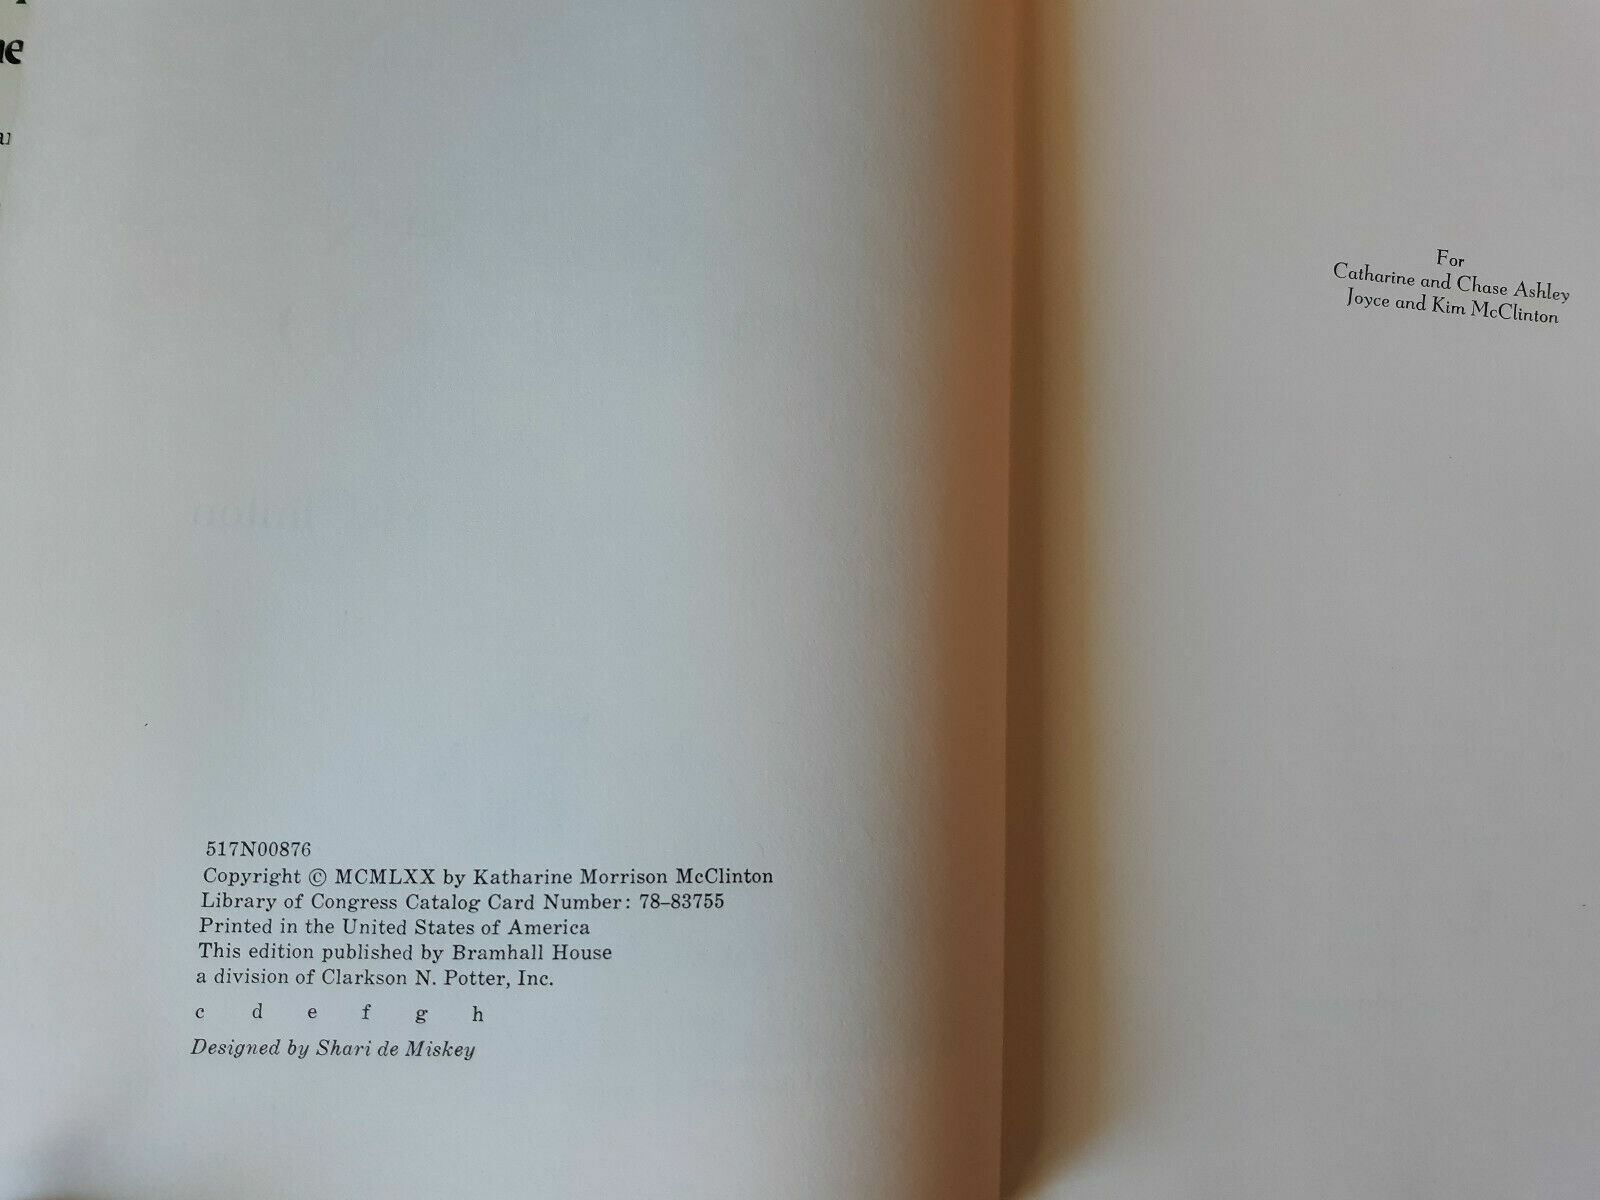 517N00876
Copyright © MCMLXX by Katharine Morrison McClinton
Library of Congress Catalog Card Number: 78–83755
Printed in the United States of America
This edition published by Bramhall House
a division of Clarkson N. Potter, Inc.
c d e f g h
Designed by Shari de Miskey
For
Catharine and Chase Ashley
Joyce and Kim McClinton